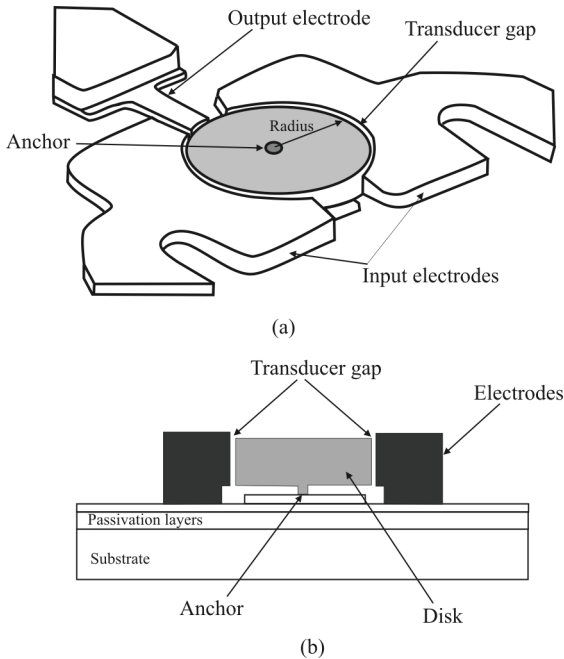 Output electrode
Transducer gap
Radius
Anchor
Input electrodes
(a)
Transducer gap
Electrodes
Passivation layers
Substrate
Anchor
Disk
(b)